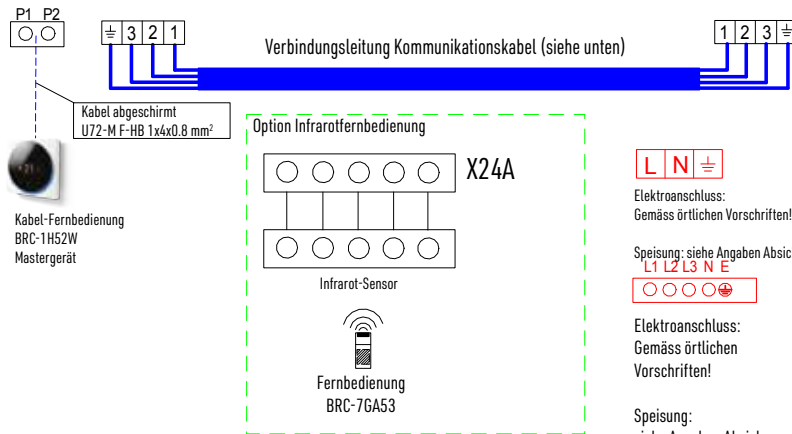 P1 P2
3 2 1
Verbindungsleitung Kommunikationskabel (siehe unten)
1 2 3
Kabel abgeschirmt
U72-M F-HB 1x4x0.8 mm²
Kabel-Fernbedienung
BRC-1H52W
Mastergerät
Option Infrarotfernbedienung
X24A
Infrarot-Sensor
Fernbedienung
BRC-7GA53
L N
Elektroanschluss:
Gemäss örtlichen Vorschriften!
Speisung: siehe Angaben Absic
L1 L2 L3 N E
Elektroanschluss:
Gemäss örtlichen
Vorschriften!
Speisung: